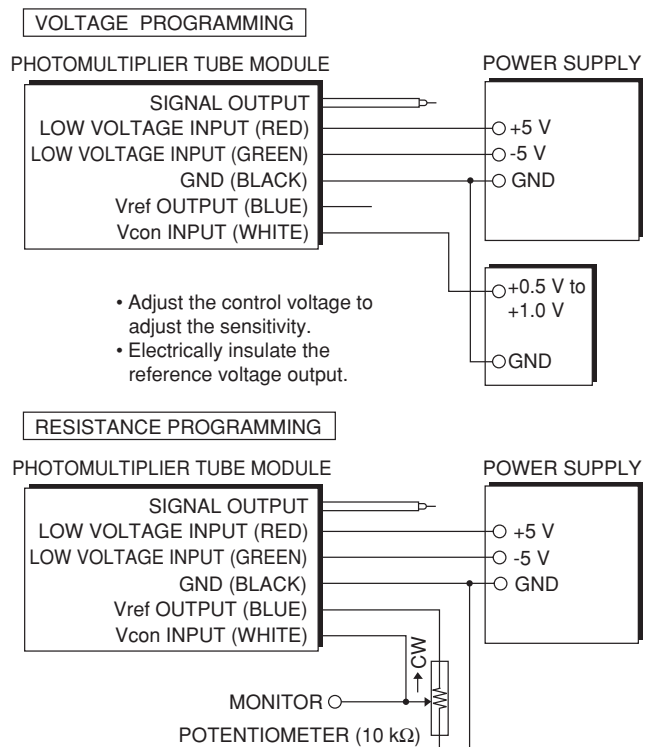 VOLTAGE PROGRAMMING
PHOTOMULTIPLIER TUBE MODULE
POWER SUPPLY
SIGNAL OUTPUT
LOW VOLTAGE INPUT (RED)
+5 V
LOW VOLTAGE INPUT (GREEN)
-5 V
GND (BLACK)
GND
Vref OUTPUT (BLUE)
Vcon INPUT (WHITE)
+0.5 V to
+1.0 V
GND
• Adjust the control voltage to
adjust the sensitivity.
• Electrically insulate the
reference voltage output.
RESISTANCE PROGRAMMING
PHOTOMULTIPLIER TUBE MODULE
POWER SUPPLY
SIGNAL OUTPUT
LOW VOLTAGE INPUT (RED)
+5 V
LOW VOLTAGE INPUT (GREEN)
-5 V
GND (BLACK)
GND
Vref OUTPUT (BLUE)
Vcon INPUT (WHITE)
CW
MONITOR
POTENTIOMETER (10 kΩ)